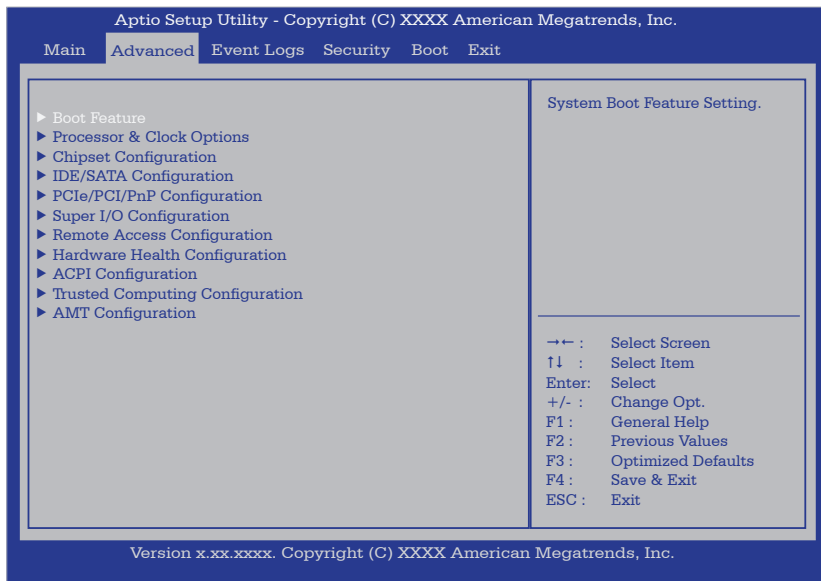 Aptio Setup Utility - Copyright (C) XXXX American Megatrends, Inc.
Main Advanced Event Logs Security Boot Exit
▶ Boot Feature
▶ Processor & Clock Options
▶ Chipset Configuration
▶ IDE/SATA Configuration
▶ PCIe/PCI/PnP Configuration
▶ Super I/O Configuration
▶ Remote Access Configuration
▶ Hardware Health Configuration
▶ ACPI Configuration
▶ Trusted Computing Configuration
▶ AMT Configuration
System Boot Feature Setting.
→← : Select Screen
↑↓ : Select Item
Enter: Select
+/- : Change Opt.
F1 : General Help
F2 : Previous Values
F3 : Optimized Defaults
F4 : Save & Exit
ESC : Exit
Version x.xx.xxxx. Copyright (C) XXXX American Megatrends, Inc.